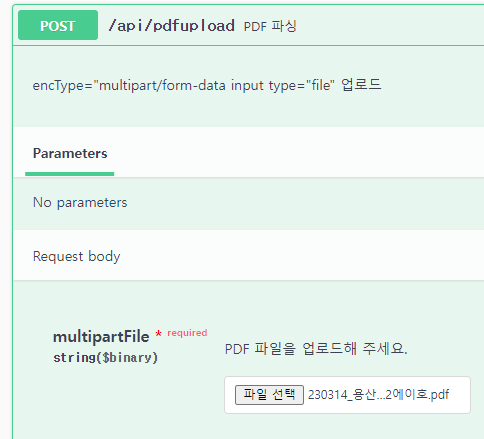 POST /api/pdfupload PDF 파싱
encType="multipart/form-data input type="file" 업로드
Parameters
No parameters
Request body
multipartFile * required
string($binary)
PDF 파일을 업로드해 주세요.
파일 선택 230314_용산...2에이호.pdf